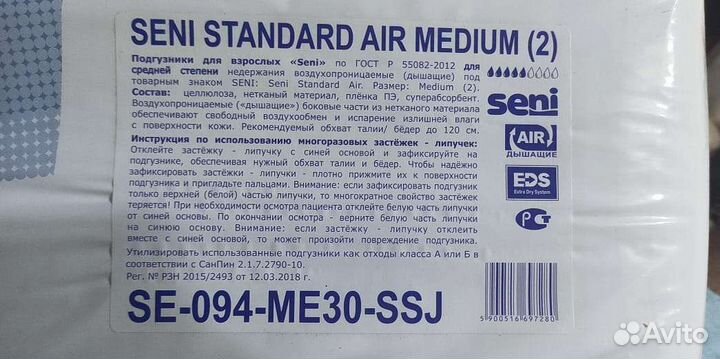 SENI STANDARD AIR MEDIUM (2)
Подгузники для взрослых «Seni» по ГОСТ Р 55082-2012 для
средней степени недержания воздухопроницаемые (дышащие) под
товарным знаком SENI: Seni Standard Air. Размер: Medium (2).
Состав: целлюлоза, нетканый материал, плёнка ПЭ, суперабсорбент.
Воздухопроницаемые («дышащие») боковые части из нетканого материала
обеспечивают свободный воздухообмен и испарение излишней влаги
с поверхности кожи. Рекомендуемый обхват талии/ бёдер до 120 см.
Инструкция по использованию многоразовых застёжек - липучек:
Отклейте застёжку - липучку с синей основой и зафиксируйте на
подгузнике, обеспечивая нужный обхват талии и бёдер. Чтобы надёжно
зафиксировать застёжки - липучки - плотно прижмите их к поверхности
подгузника и пригладьте пальцами. Внимание: если зафиксировать подгузник
только верхней (белой) частью липучки, то многократное свойство застёжек
теряется! При необходимости осмотра пациента отклейте белую часть липучки
от синей основы. По окончании осмотра - верните белую часть липучки
на синюю основу. Внимание: если застёжку - липучку отклеить
вместе с синей основой, то может произойти повреждение подгузника.
Утилизировать использованные подгузники как отходы класса А или Б в
соответствии с СанПин 2.1.7.2790-10.
Рег. № РЗН 2015/2493 от 12.03.2018 г.
SE-094-ME30-SSJ
seni
AIR
ДЫШАЩИЕ
EDS
Extra Dry System
РСТ
5 900516 697280
Avito